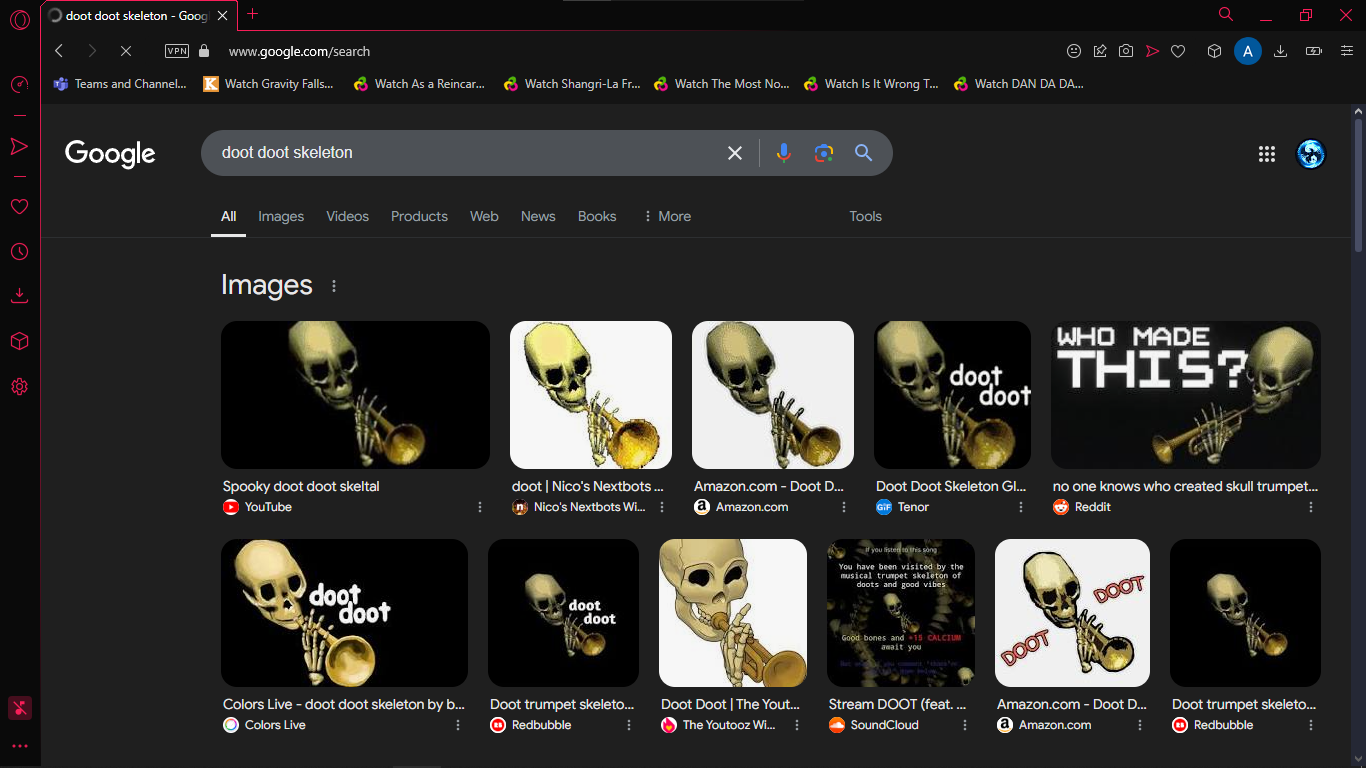 doot doot skeleton - Goog
VPN
www.google.com/search
A
Teams and Channel...
Watch Gravity Falls...
Watch As a Reincar...
Watch Shangri-La Fr...
Watch The Most No...
Watch Is It Wrong T...
Watch DAN DA DA...
Google
doot doot skeleton
All
Images
Videos
Products
Web
News
Books
More
Tools
Images
doot
doot
WHO MADE
THIS?
Spooky doot doot skeltal
YouTube
doot | Nico's Nextbots ...
n
Nico's Nextbots Wi...
Amazon.com - Doot D...
a
Amazon.com
Doot Doot Skeleton GI...
GIF
Tenor
no one knows who created skull trumpet...
Reddit
doot
doot
doot
doot
If you listen to this song
You have been visited by the
musical trumpet skeleton of
doots and good vibes
Good bones and +15 CALCIUM
await you
DOOT
DOOT
Colors Live - doot doot skeleton by b...
Colors Live
Doot trumpet skeleto...
Redbubble
Doot Doot | The Yout...
The Youtooz Wi...
Stream DOOT (feat. ...
SoundCloud
Amazon.com - Doot D...
a
Amazon.com
Doot trumpet skeleto...
Redbubble